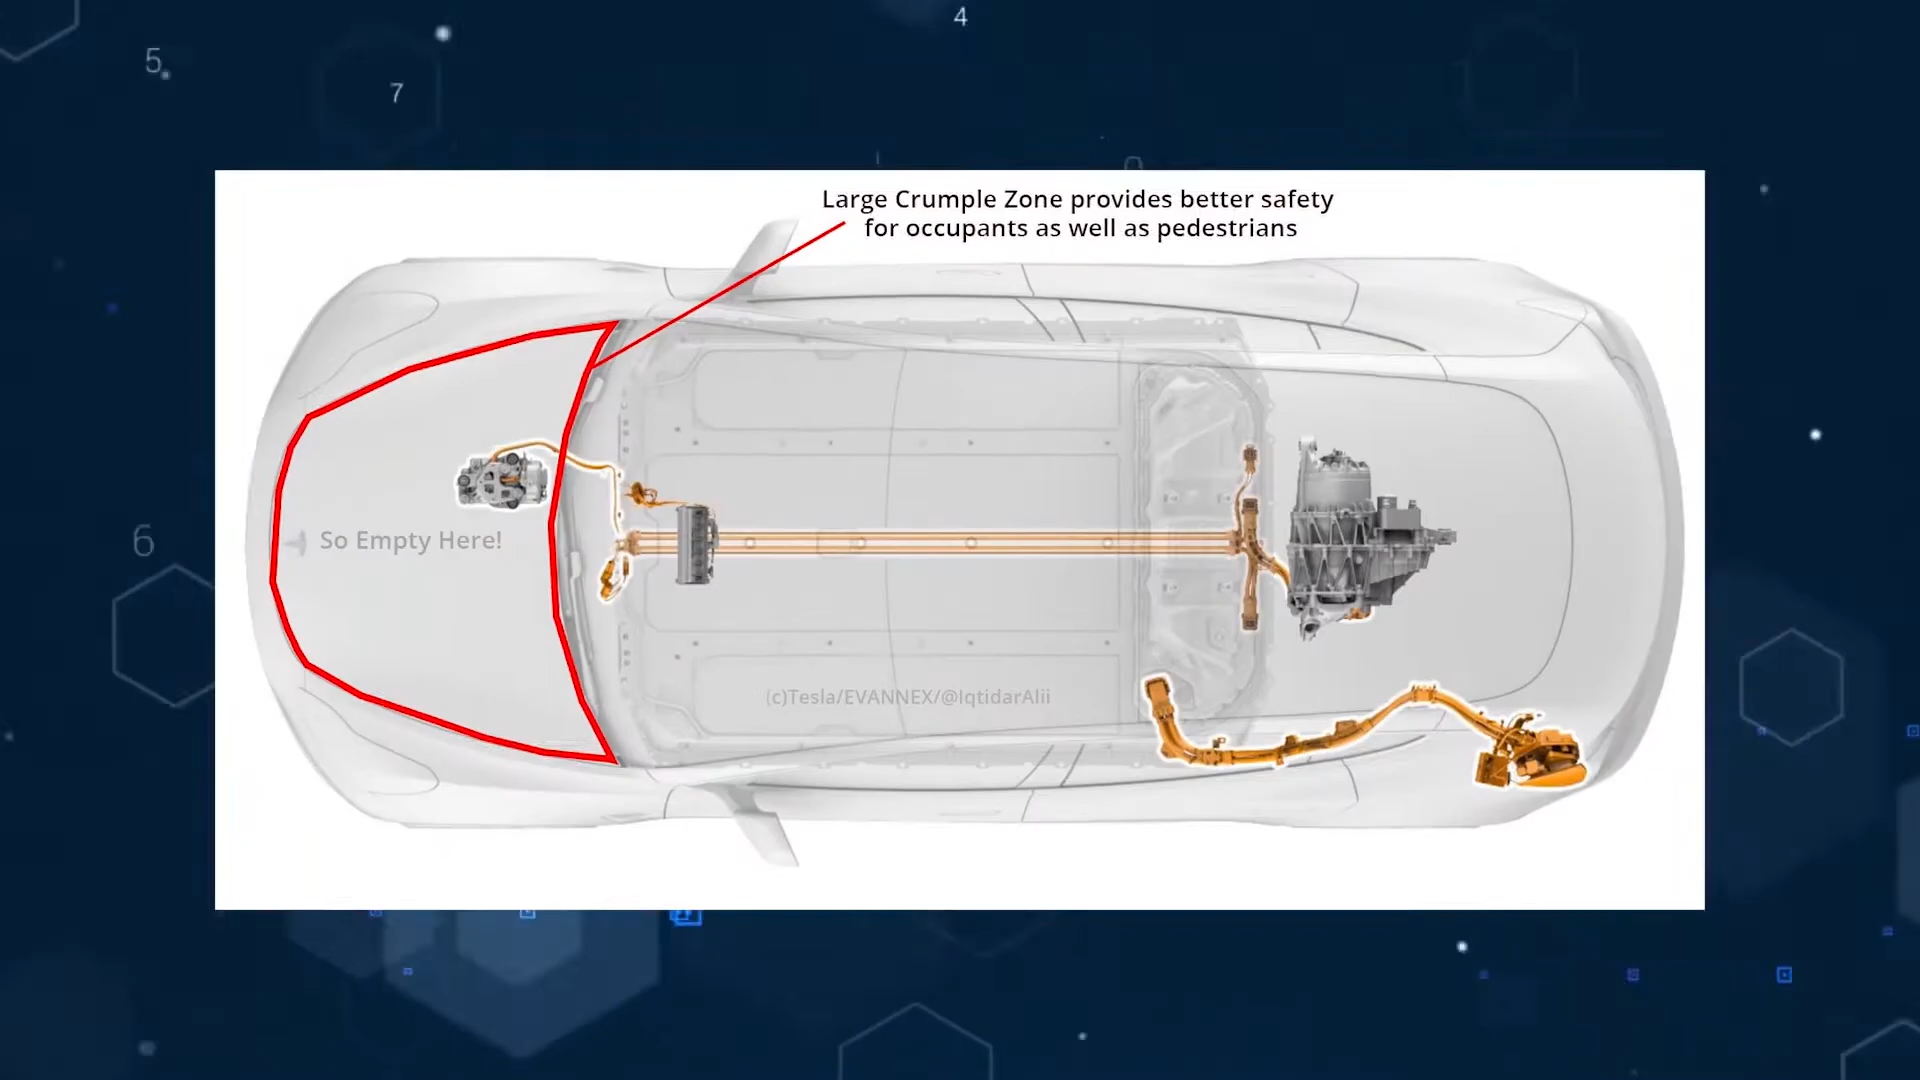 4
5
7
Large Crumple Zone provides better safety
for occupants as well as pedestrians
6
So Empty Here!
(c)Tesla/EVANNEX/@IqtidarAlii